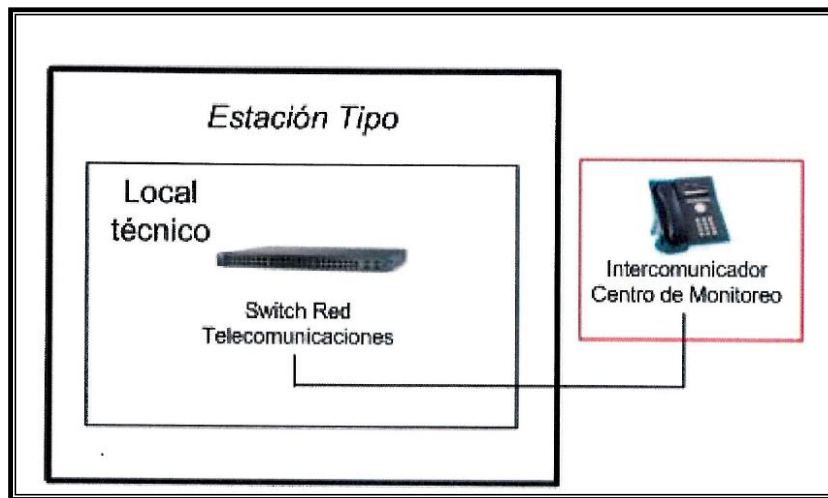 Estación Tipo
Local
técnico
Switch Red
Telecomunicaciones
Intercomunicador
Centro de Monitoreo